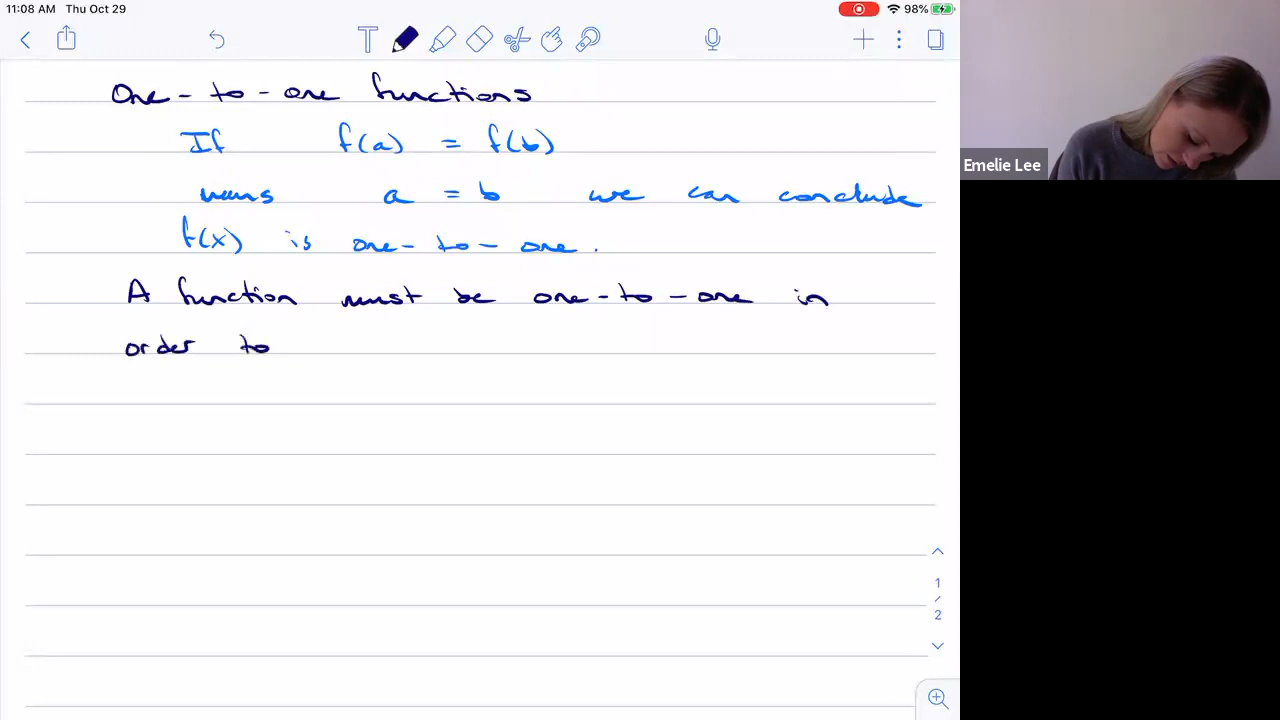 11:08 AM Thu Oct 29
98%
One-to-one functions
If f(a) = f(b)
means a = b we can conclude
f(x) is one-to-one.
A function must be one-to-one in
order to
Emelie Lee
1
/
2